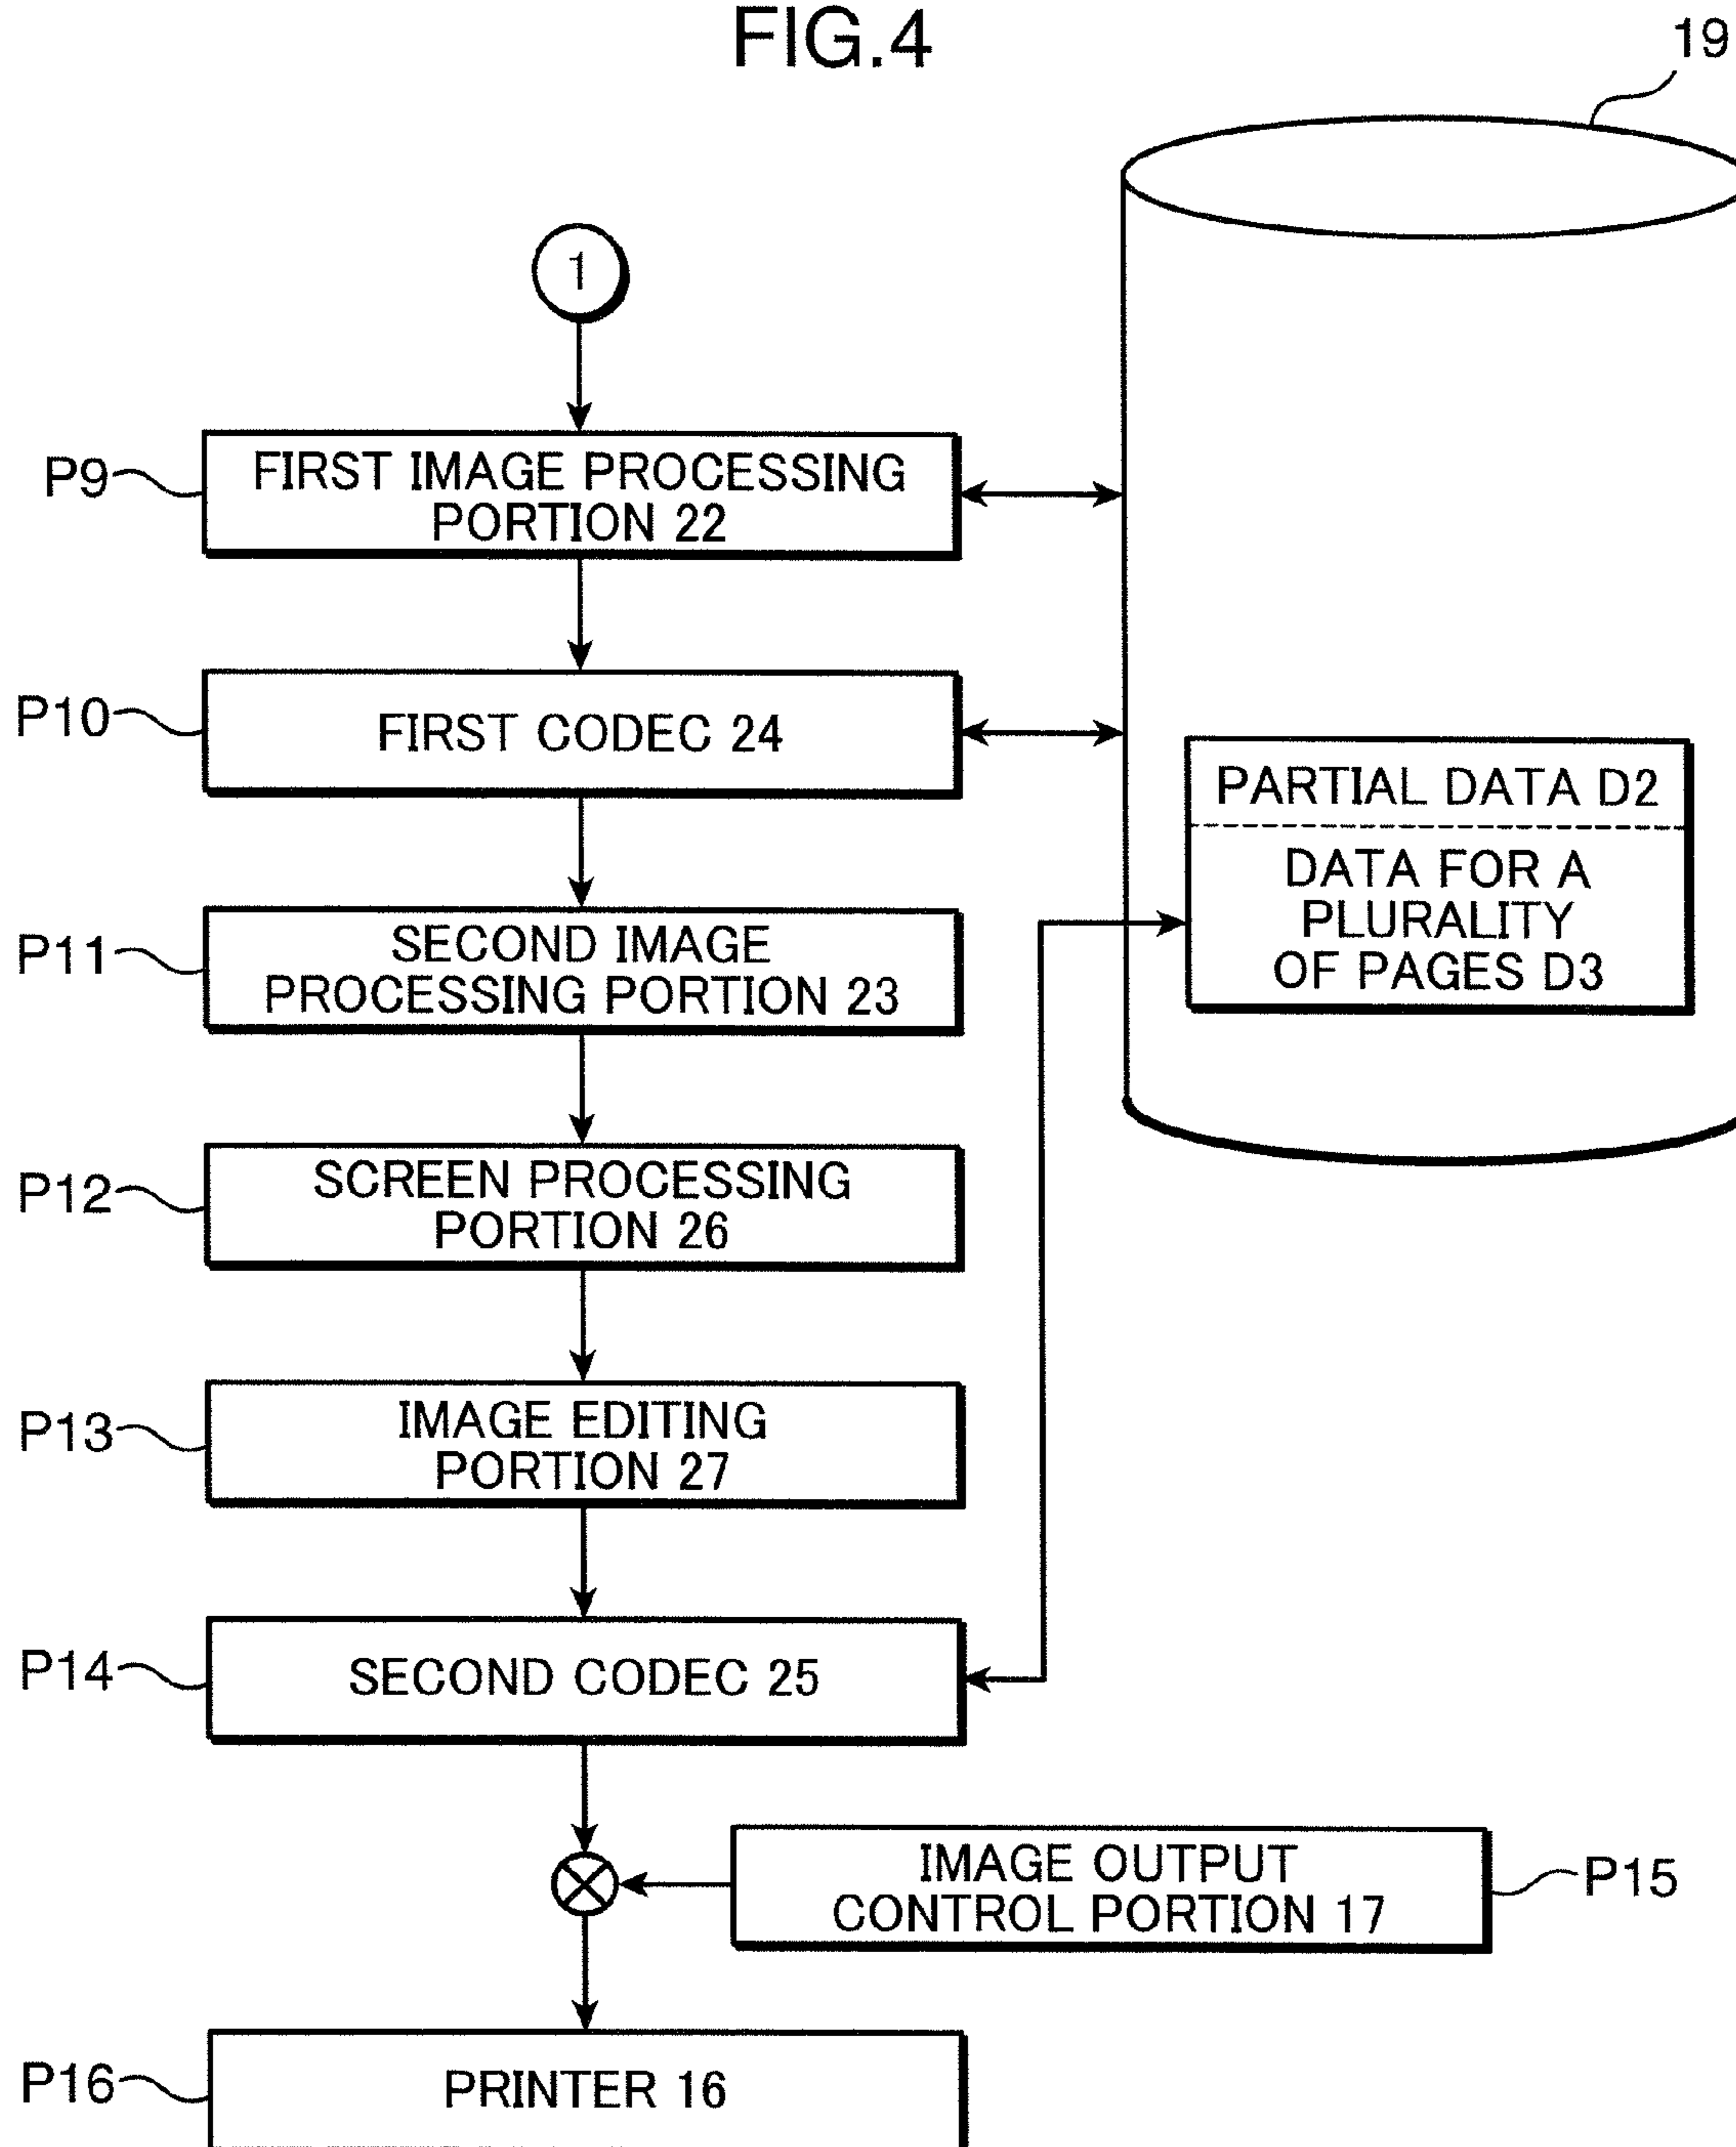 FIG.4
19
1
P9
FIRST IMAGE PROCESSING
PORTION 22
P10
FIRST CODEC 24
PARTIAL DATA D2
DATA FOR A
PLURALITY
OF PAGES D3
P11
SECOND IMAGE
PROCESSING PORTION 23
P12
SCREEN PROCESSING
PORTION 26
P13
IMAGE EDITING
PORTION 27
P14
SECOND CODEC 25
IMAGE OUTPUT
CONTROL PORTION 17
P15
P16
PRINTER 16